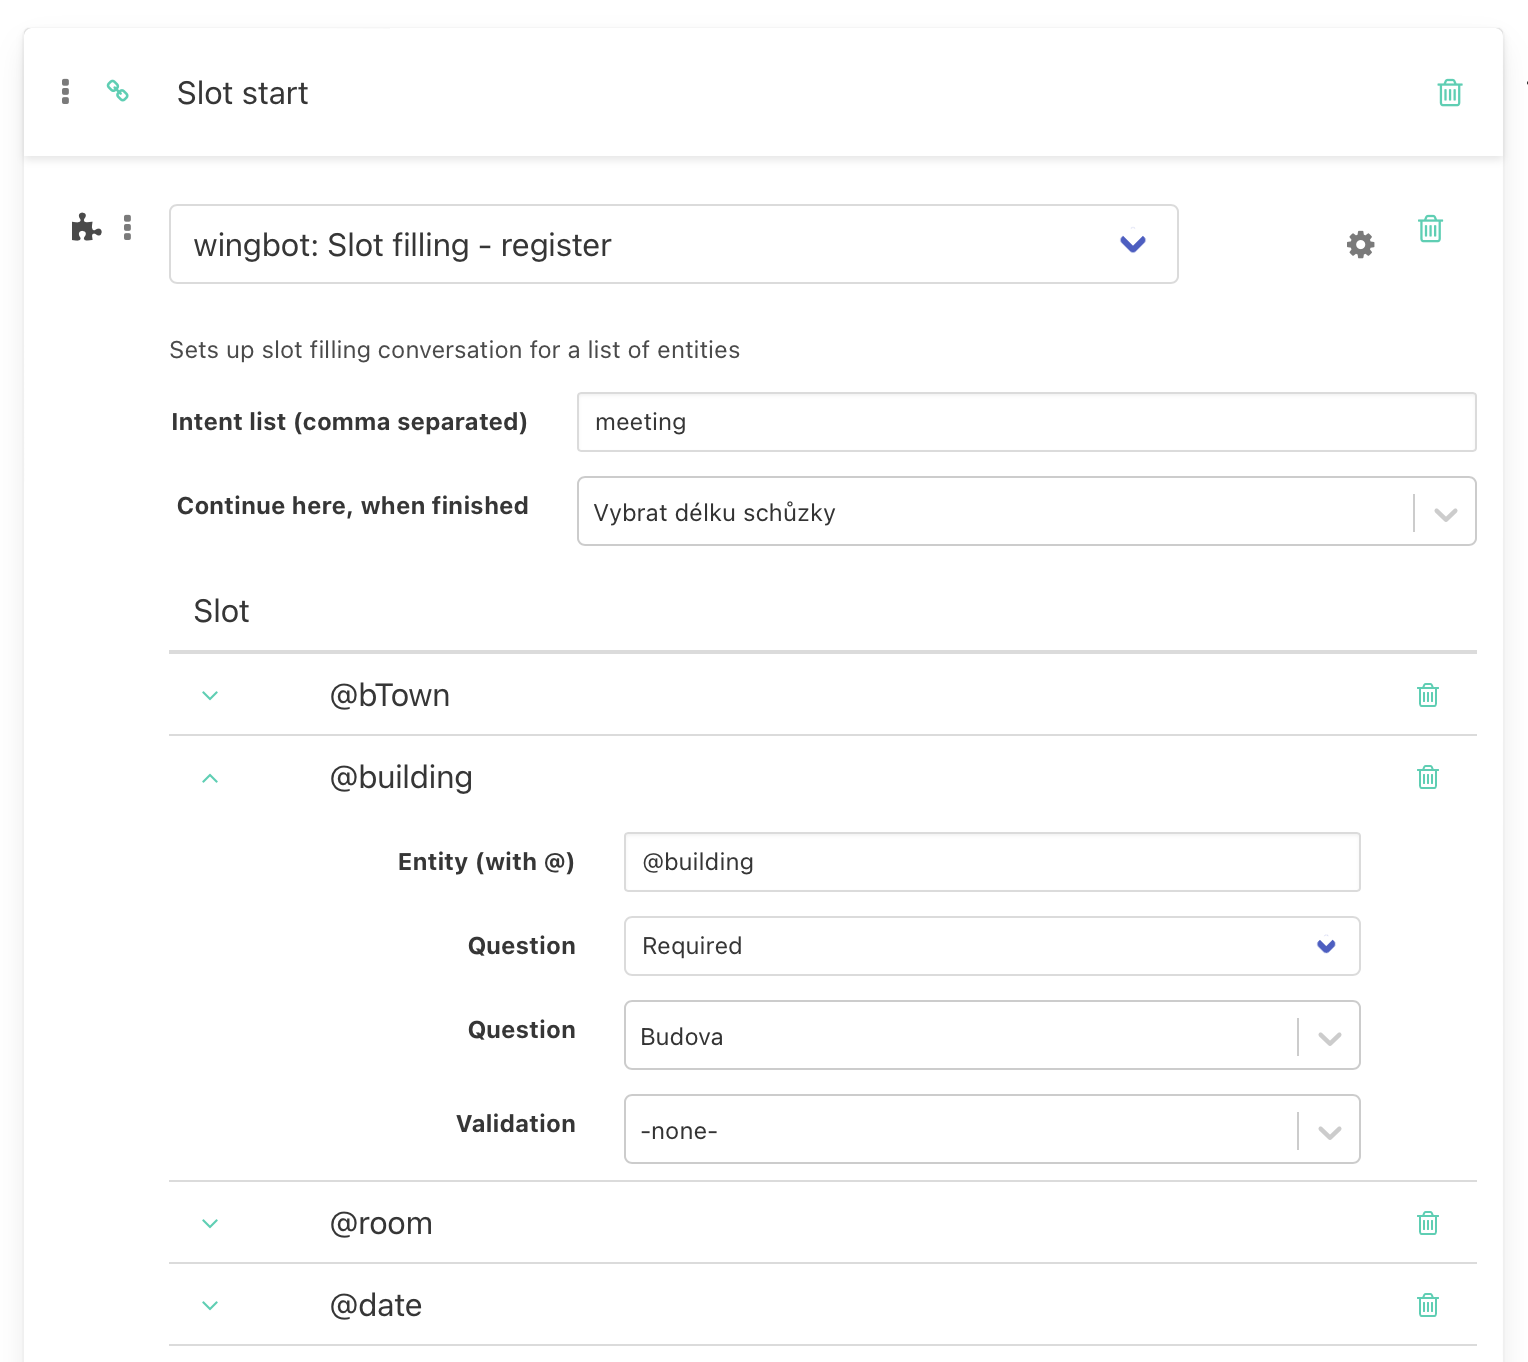 Slot start
wingbot: Slot filling - register
Sets up slot filling conversation for a list of entities
Intent list (comma separated) meeting
Continue here, when finished Vybrat délku schůzky
Slot
@bTown
@building
Entity (with @) @building
Question Required
Question Budova
Validation -none-
@room
@date